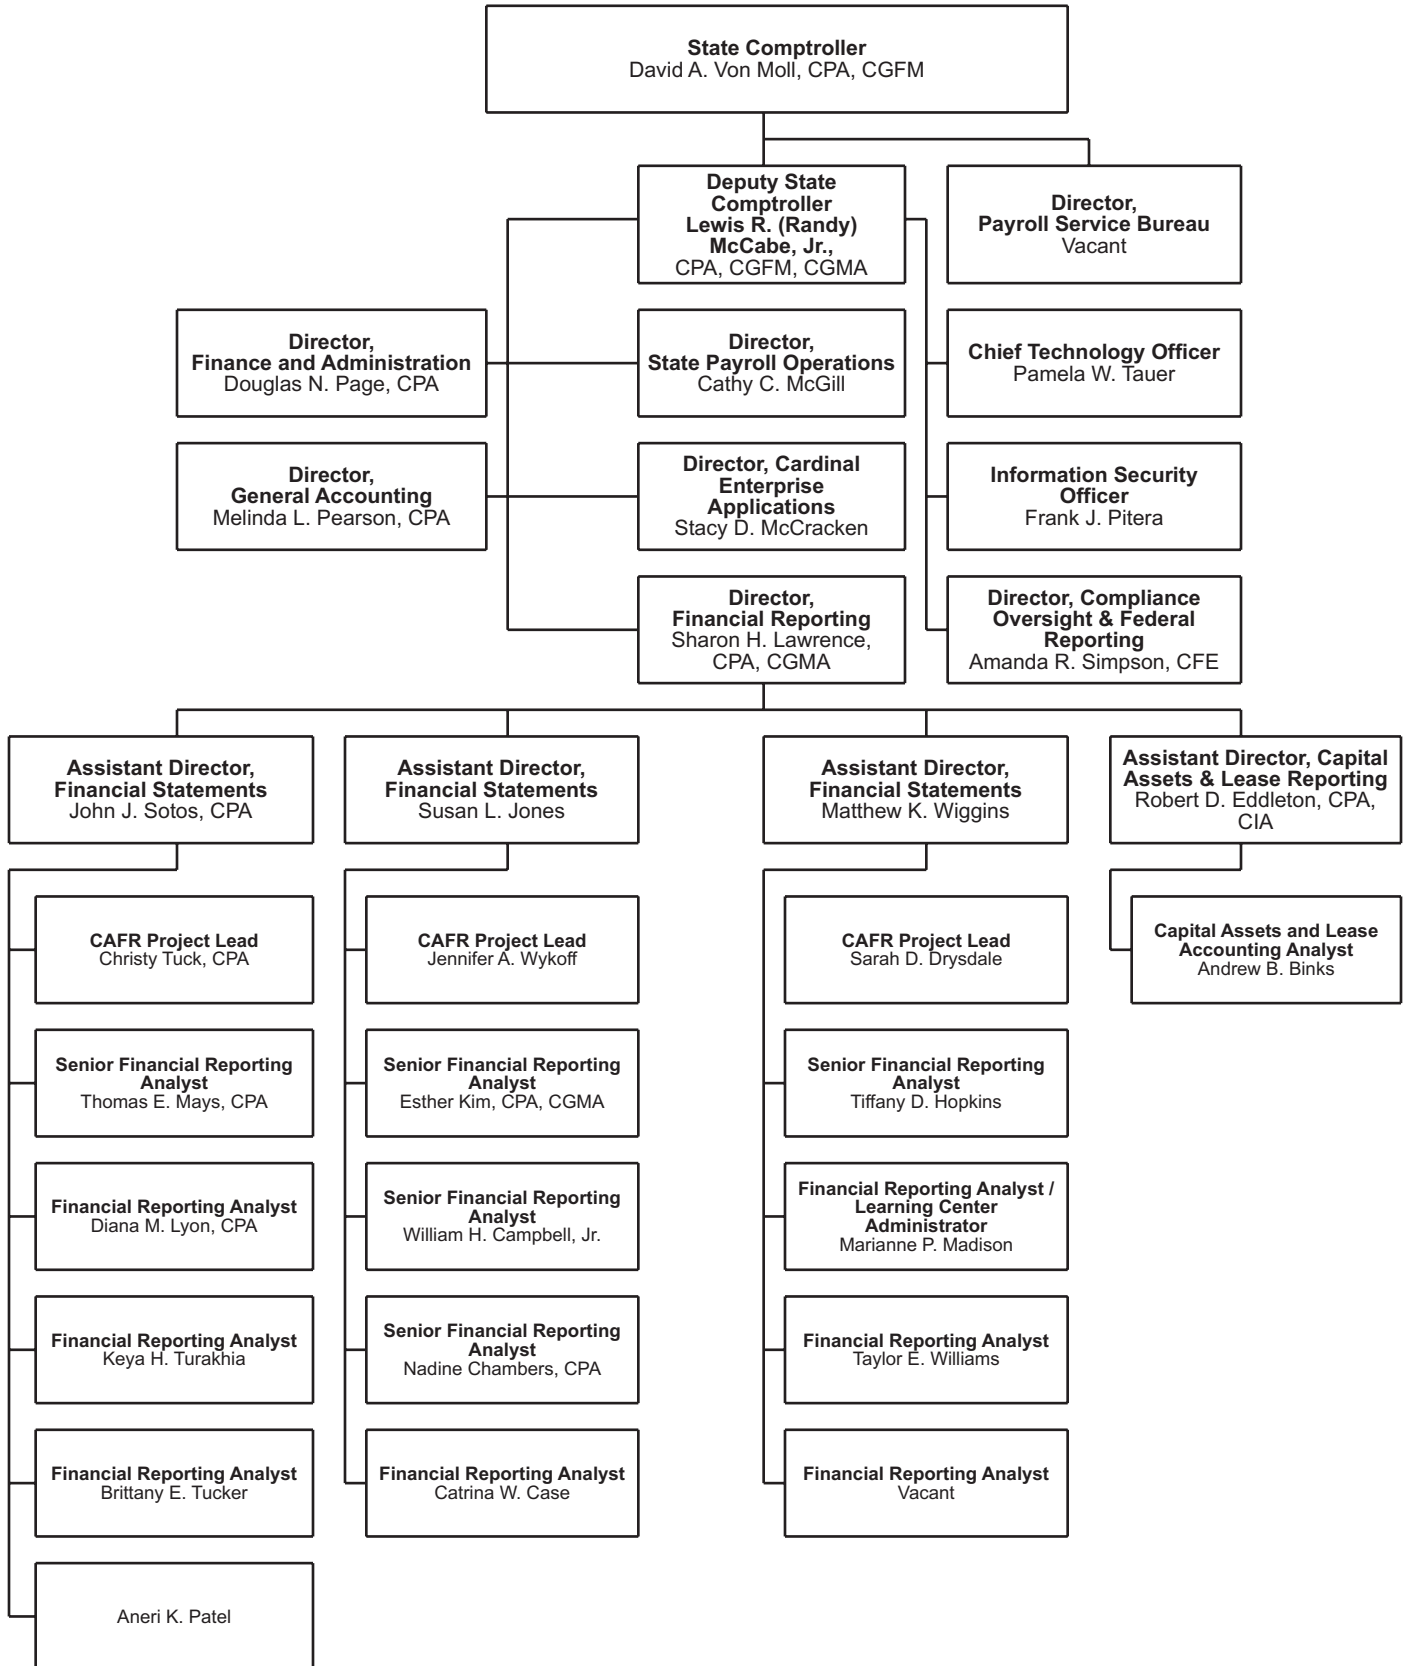 State Comptroller
David A. Von Moll, CPA, CGFM
Deputy State
Comptroller
Lewis R. (Randy)
McCabe, Jr.,
CPA, CGFM, CGMA
Director,
Payroll Service Bureau
Vacant
Director,
Finance and Administration
Douglas N. Page, CPA
Director,
State Payroll Operations
Cathy C. McGill
Chief Technology Officer
Pamela W. Tauer
Director,
General Accounting
Melinda L. Pearson, CPA
Director, Cardinal
Enterprise
Applications
Stacy D. McCracken
Information Security
Officer
Frank J. Pitera
Director,
Financial Reporting
Sharon H. Lawrence,
CPA, CGMA
Director, Compliance
Oversight & Federal
Reporting
Amanda R. Simpson, CFE
Assistant Director,
Financial Statements
John J. Sotos, CPA
Assistant Director,
Financial Statements
Susan L. Jones
Assistant Director,
Financial Statements
Matthew K. Wiggins
Assistant Director, Capital
Assets & Lease Reporting
Robert D. Eddleton, CPA,
CIA
CAFR Project Lead
Christy Tuck, CPA
CAFR Project Lead
Jennifer A. Wykoff
CAFR Project Lead
Sarah D. Drysdale
Capital Assets and Lease
Accounting Analyst
Andrew B. Binks
Senior Financial Reporting
Analyst
Thomas E. Mays, CPA
Senior Financial Reporting
Analyst
Esther Kim, CPA, CGMA
Senior Financial Reporting
Analyst
Tiffany D. Hopkins
Financial Reporting Analyst
Diana M. Lyon, CPA
Senior Financial Reporting
Analyst
William H. Campbell, Jr.
Financial Reporting Analyst /
Learning Center
Administrator
Marianne P. Madison
Financial Reporting Analyst
Keya H. Turakhia
Senior Financial Reporting
Analyst
Nadine Chambers, CPA
Financial Reporting Analyst
Taylor E. Williams
Financial Reporting Analyst
Brittany E. Tucker
Financial Reporting Analyst
Catrina W. Case
Financial Reporting Analyst
Vacant
Aneri K. Patel